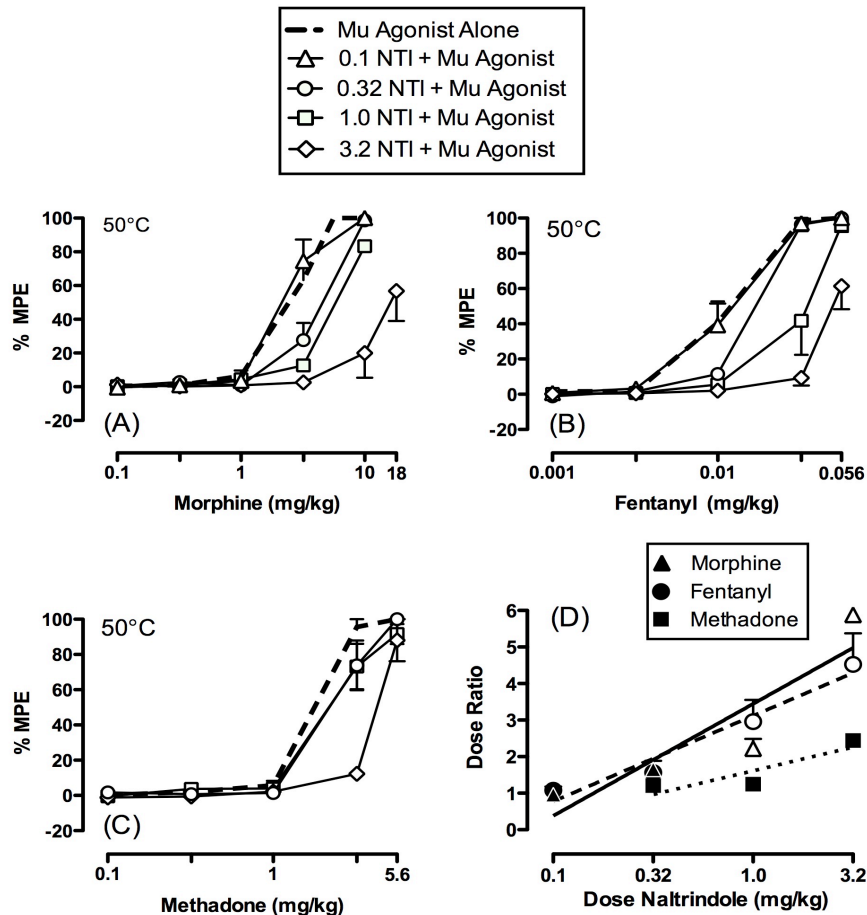 Mu Agonist Alone
0.1 NTI + Mu Agonist
0.32 NTI + Mu Agonist
1.0 NTI + Mu Agonist
3.2 NTI + Mu Agonist
50°C
% MPE
100
80
60
40
20
0
-20
(A)
0.1
1
10
18
Morphine (mg/kg)
50°C
% MPE
100
80
60
40
20
0
-20
(B)
0.001
0.01
0.056
Fentanyl (mg/kg)
50°C
% MPE
100
80
60
40
20
0
-20
(C)
0.1
1
5.6
Methadone (mg/kg)
Morphine
Fentanyl
Methadone
(D)
Dose Ratio
6
5
4
3
2
1
0
0.1
0.32
1.0
3.2
Dose Naltrindole (mg/kg)